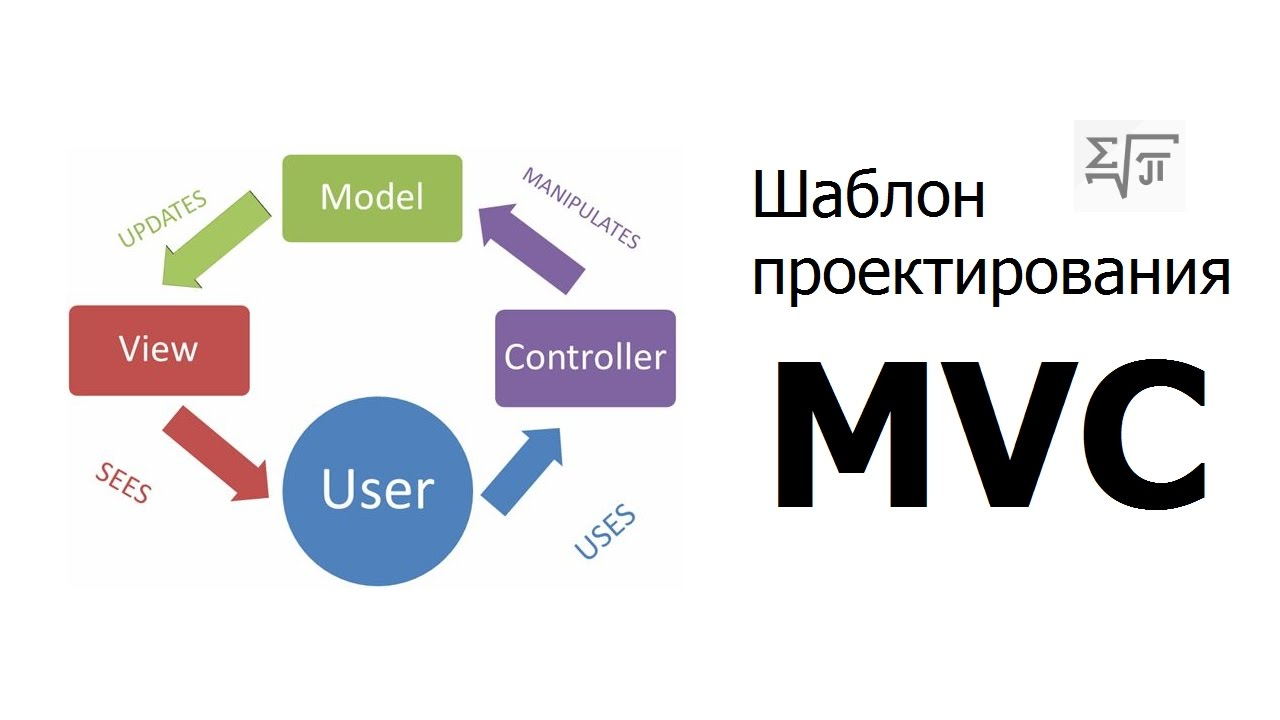 Model
UPDATES
MANIPULATES
View
Controller
User
SEES
USES
Шаблон
проектирования
MVC